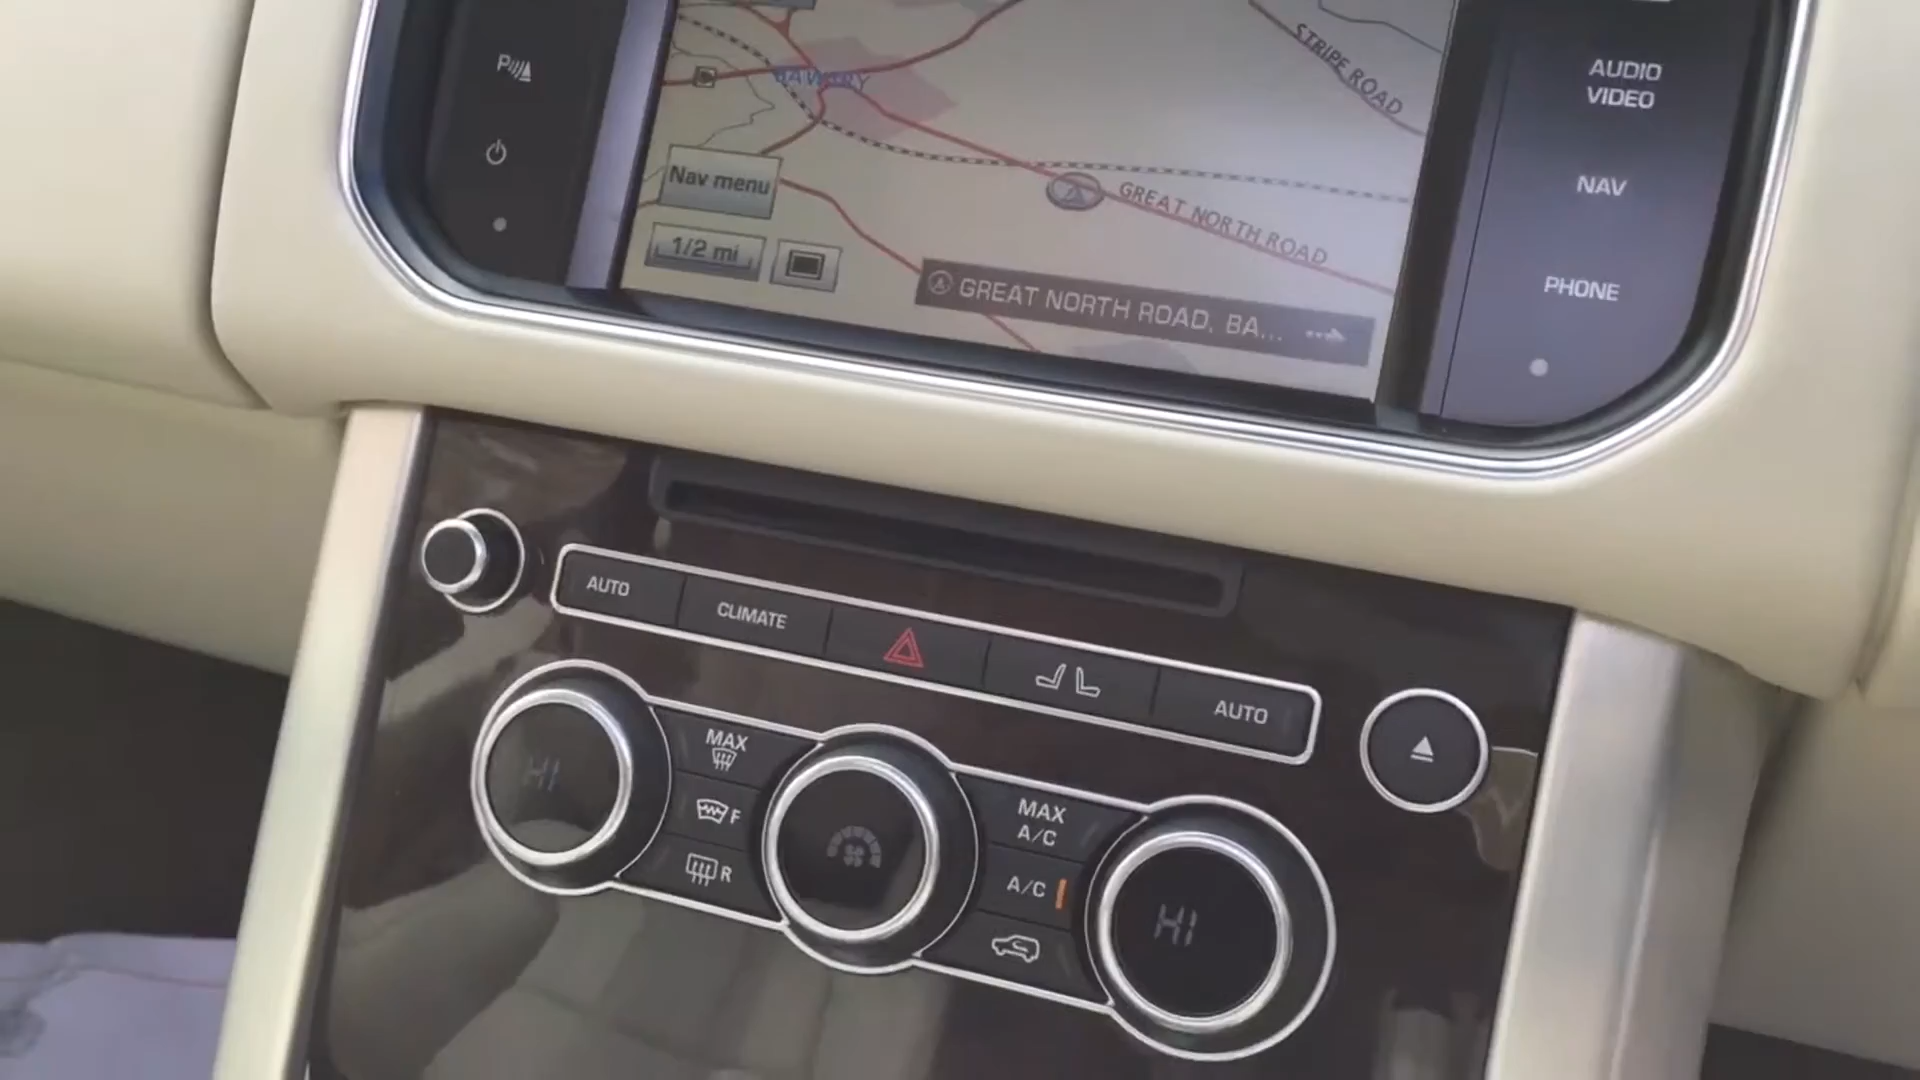 STRIPE ROAD
BAWTRY
Nav menu
GREAT NORTH ROAD
1/2 mi
GREAT NORTH ROAD, BA...
AUDIO
VIDEO
NAV
PHONE
P
AUTO
CLIMATE
AUTO
HI
MAX
F
R
MAX
A/C
A/C
HI